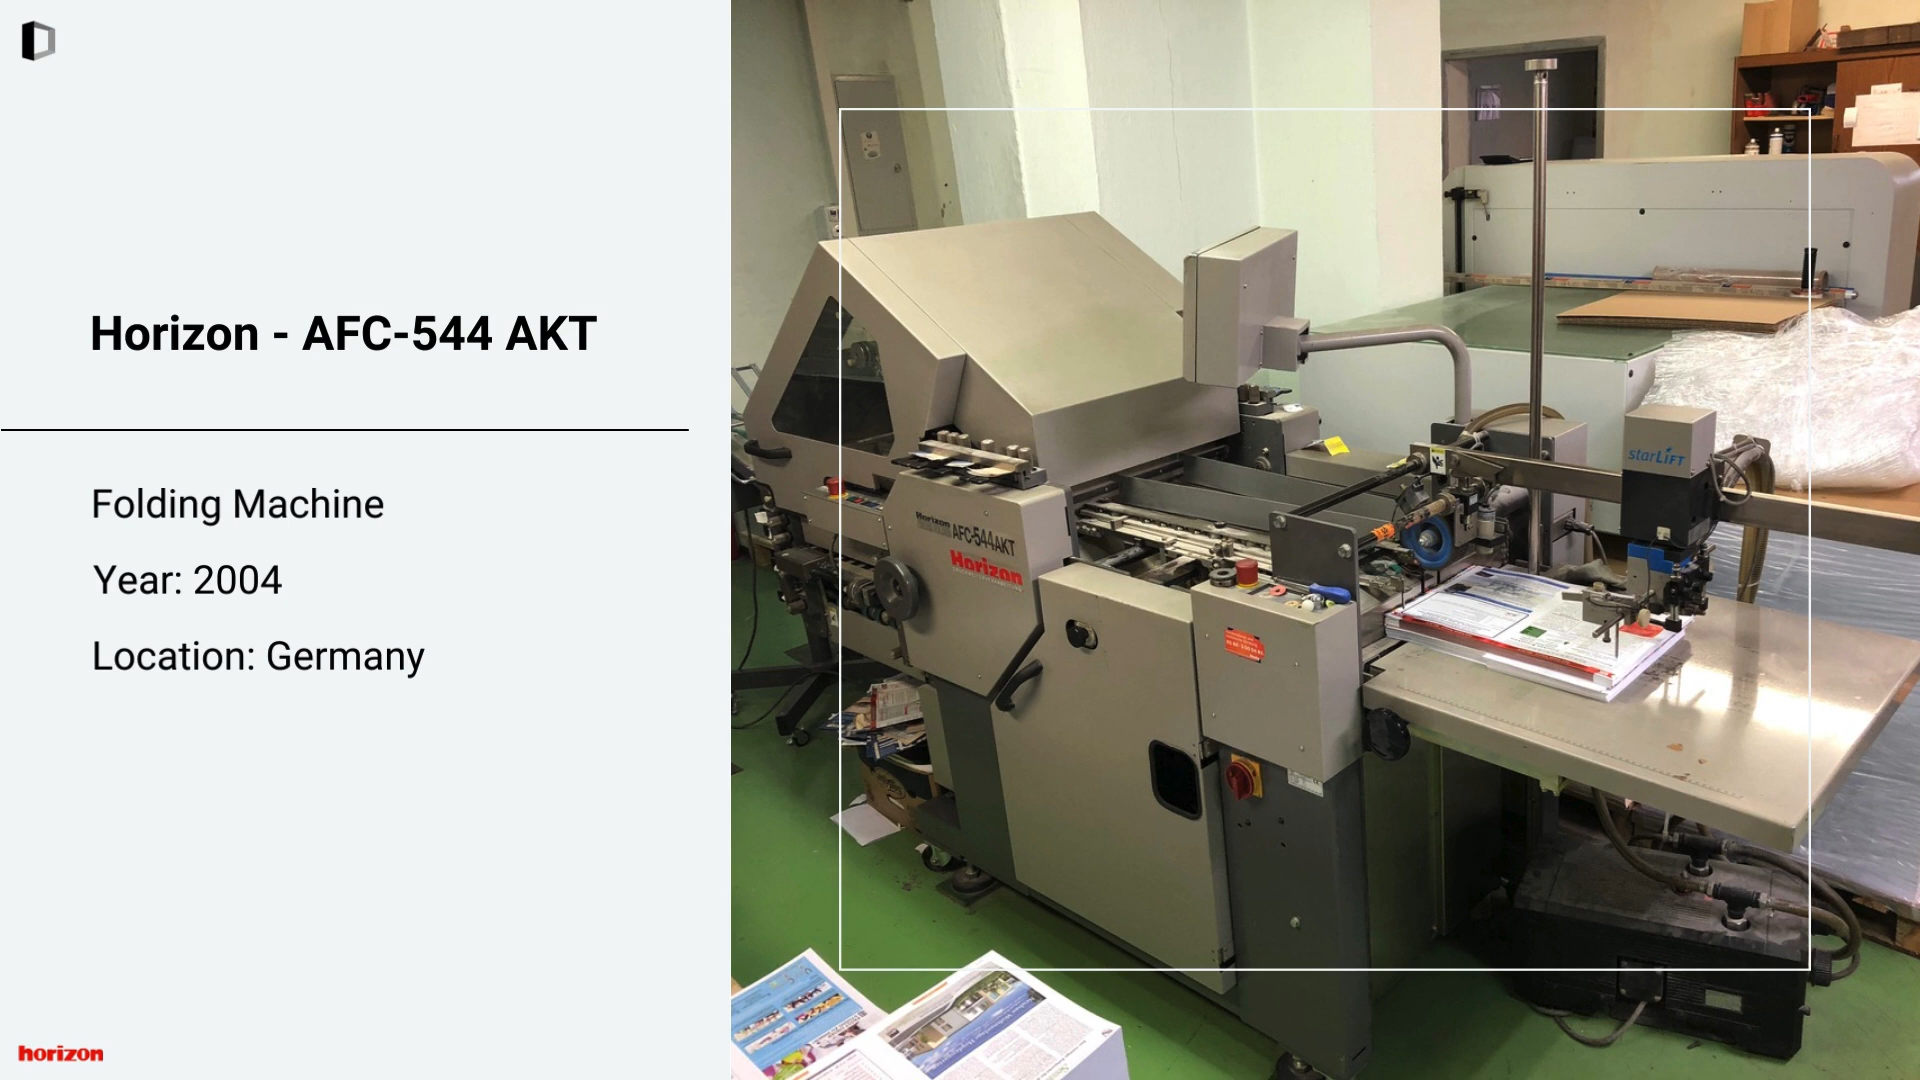 Horizon - AFC-544 AKT
Folding Machine
Year: 2004
Location: Germany
horizon
Horizon
AFC-544AKT
Horizon
starLIFT